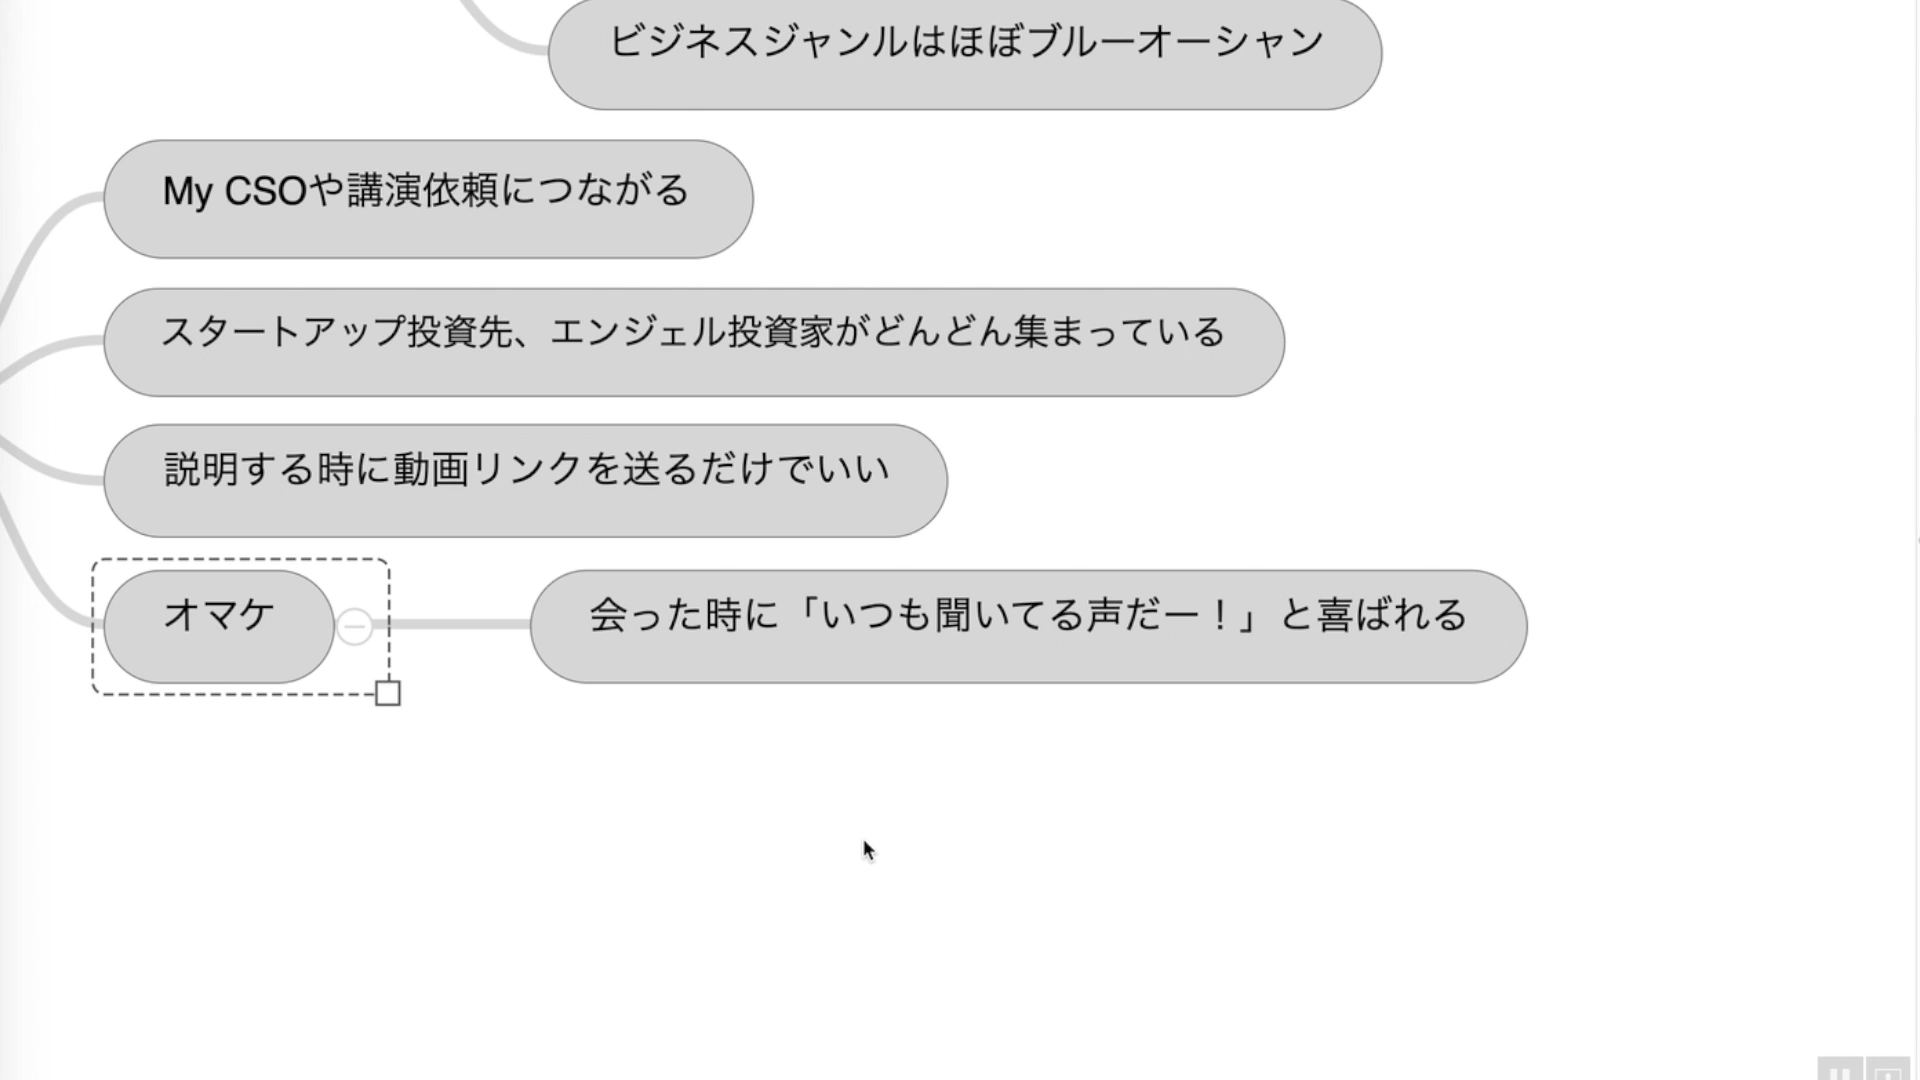 ビジネスジャンルはほぼブルーオーシャン
My CSOや講演依頼につながる
スタートアップ投資先、エンジェル投資家がどんどん集まっている
説明する時に動画リンクを送るだけでいい
オマケ
会った時に「いつも聞いてる声だー！」と喜ばれる